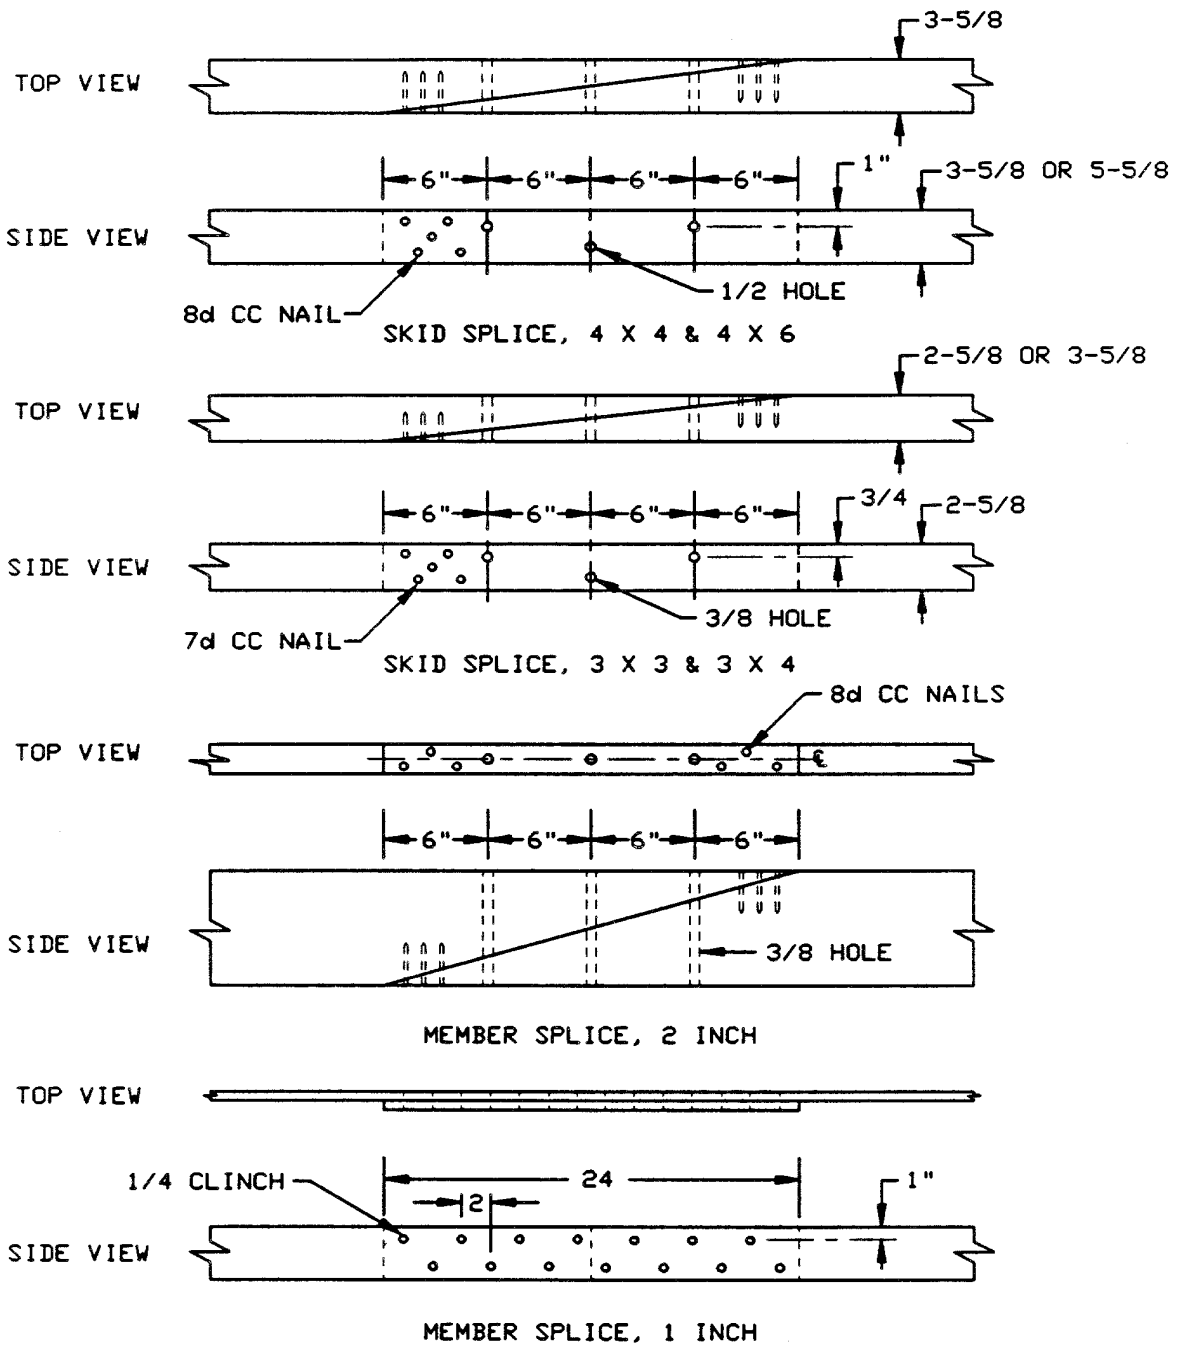 3-5/8
TOP VIEW
6" 6" 6" 6"
1"
3-5/8 OR 5-5/8
SIDE VIEW
1/2 HOLE
8d CC NAIL
SKID SPLICE, 4 X 4 & 4 X 6
2-5/8 OR 3-5/8
TOP VIEW
6" 6" 6" 6"
3/4
2-5/8
SIDE VIEW
3/8 HOLE
7d CC NAIL
SKID SPLICE, 3 X 3 & 3 X 4
8d CC NAILS
TOP VIEW
℄
6" 6" 6" 6"
SIDE VIEW
3/8 HOLE
MEMBER SPLICE, 2 INCH
TOP VIEW
1/4 CLINCH
24
1"
2
SIDE VIEW
MEMBER SPLICE, 1 INCH